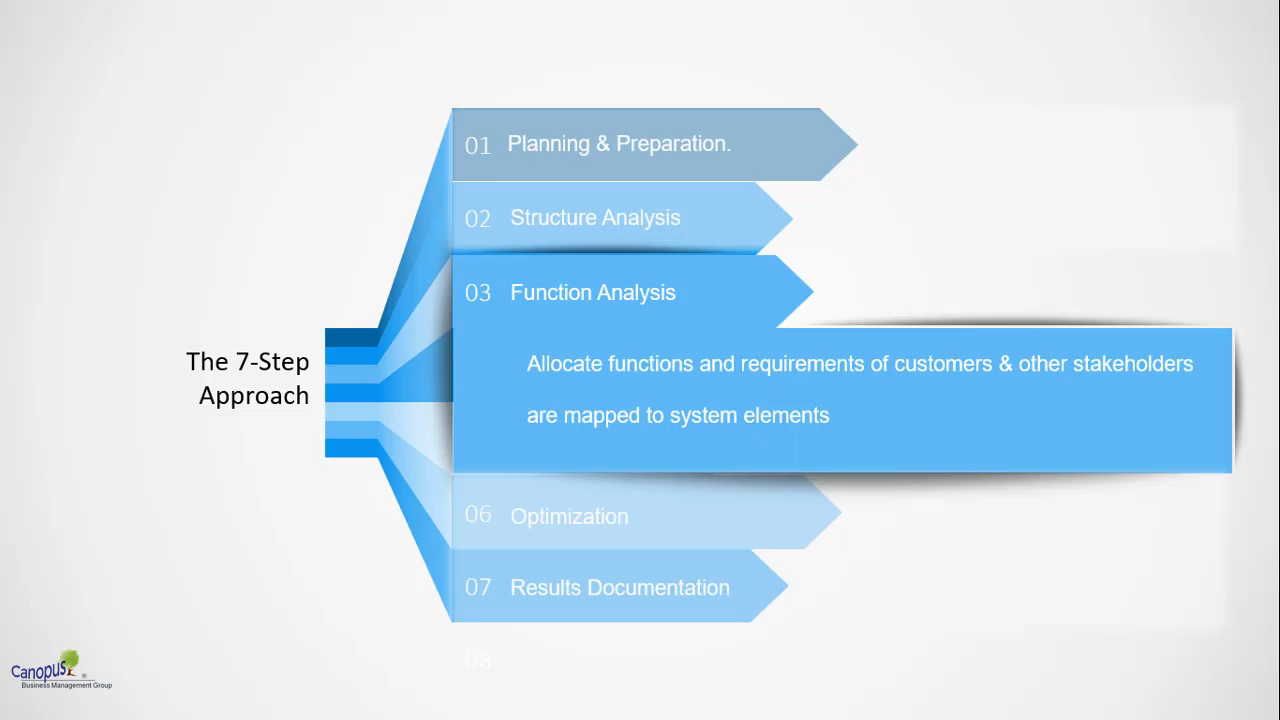 01 Planning & Preparation.
02 Structure Analysis
03 Function Analysis
The 7-Step
Approach
Allocate functions and requirements of customers & other stakeholders
are mapped to system elements
06 Optimization
07 Results Documentation
08
Canopus ®
Business Management Group